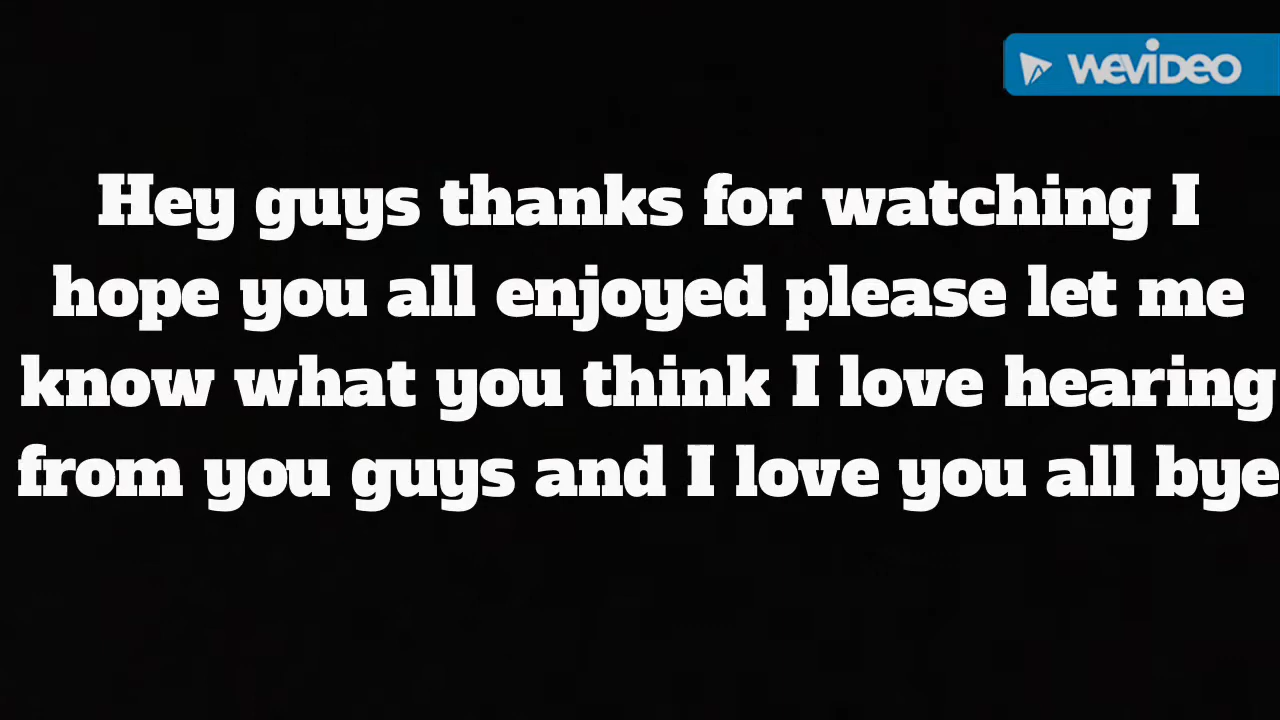 WEVIDEO
Hey guys thanks for watching I
hope you all enjoyed please let me
know what you think I love hearing
from you guys and I love you all bye